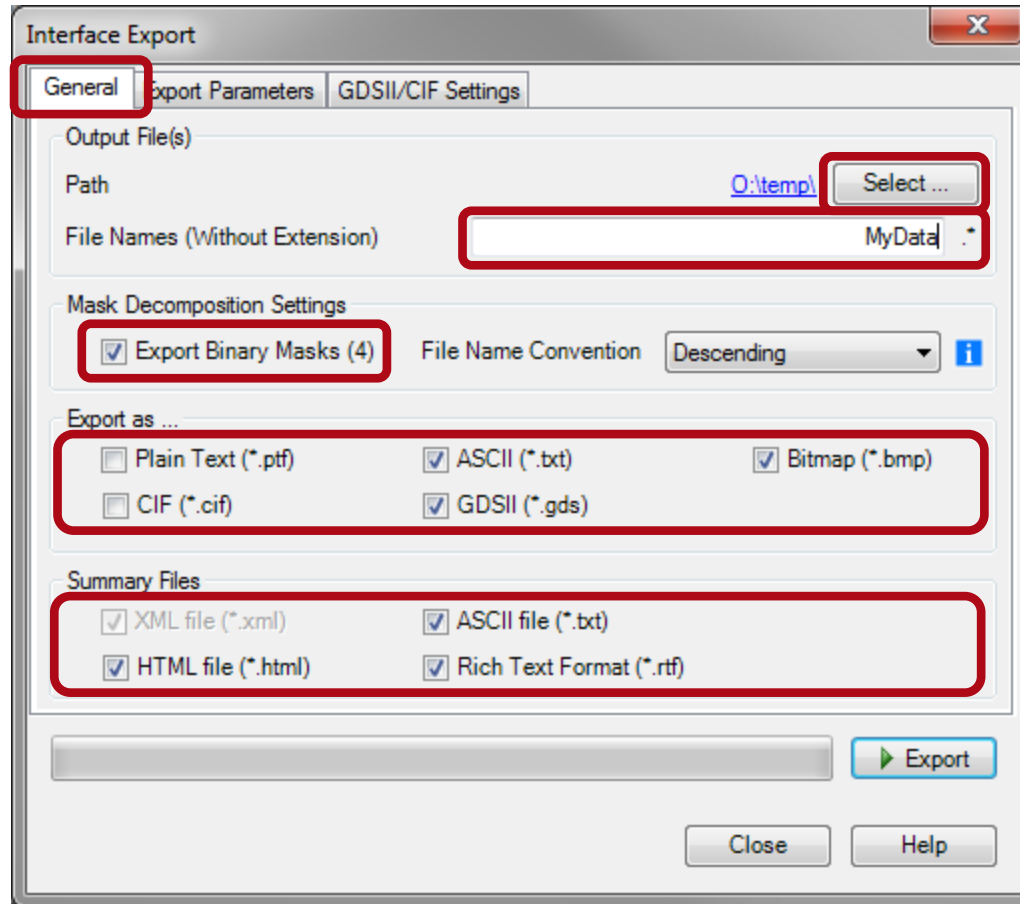 Interface Export
General Export Parameters GDSII/CIF Settings
Output File(s)
Path O:\temp\ Select ...
File Names (Without Extension) MyData .*
Mask Decomposition Settings
Export Binary Masks (4) File Name Convention Descending i
Export as ...
Plain Text (*.ptf) ASCII (*.txt) Bitmap (*.bmp)
CIF (*.cif) GDSII (*.gds)
Summary Files
XML file (*.xml) ASCII file (*.txt)
HTML file (*.html) Rich Text Format (*.rtf)
Export
Close Help